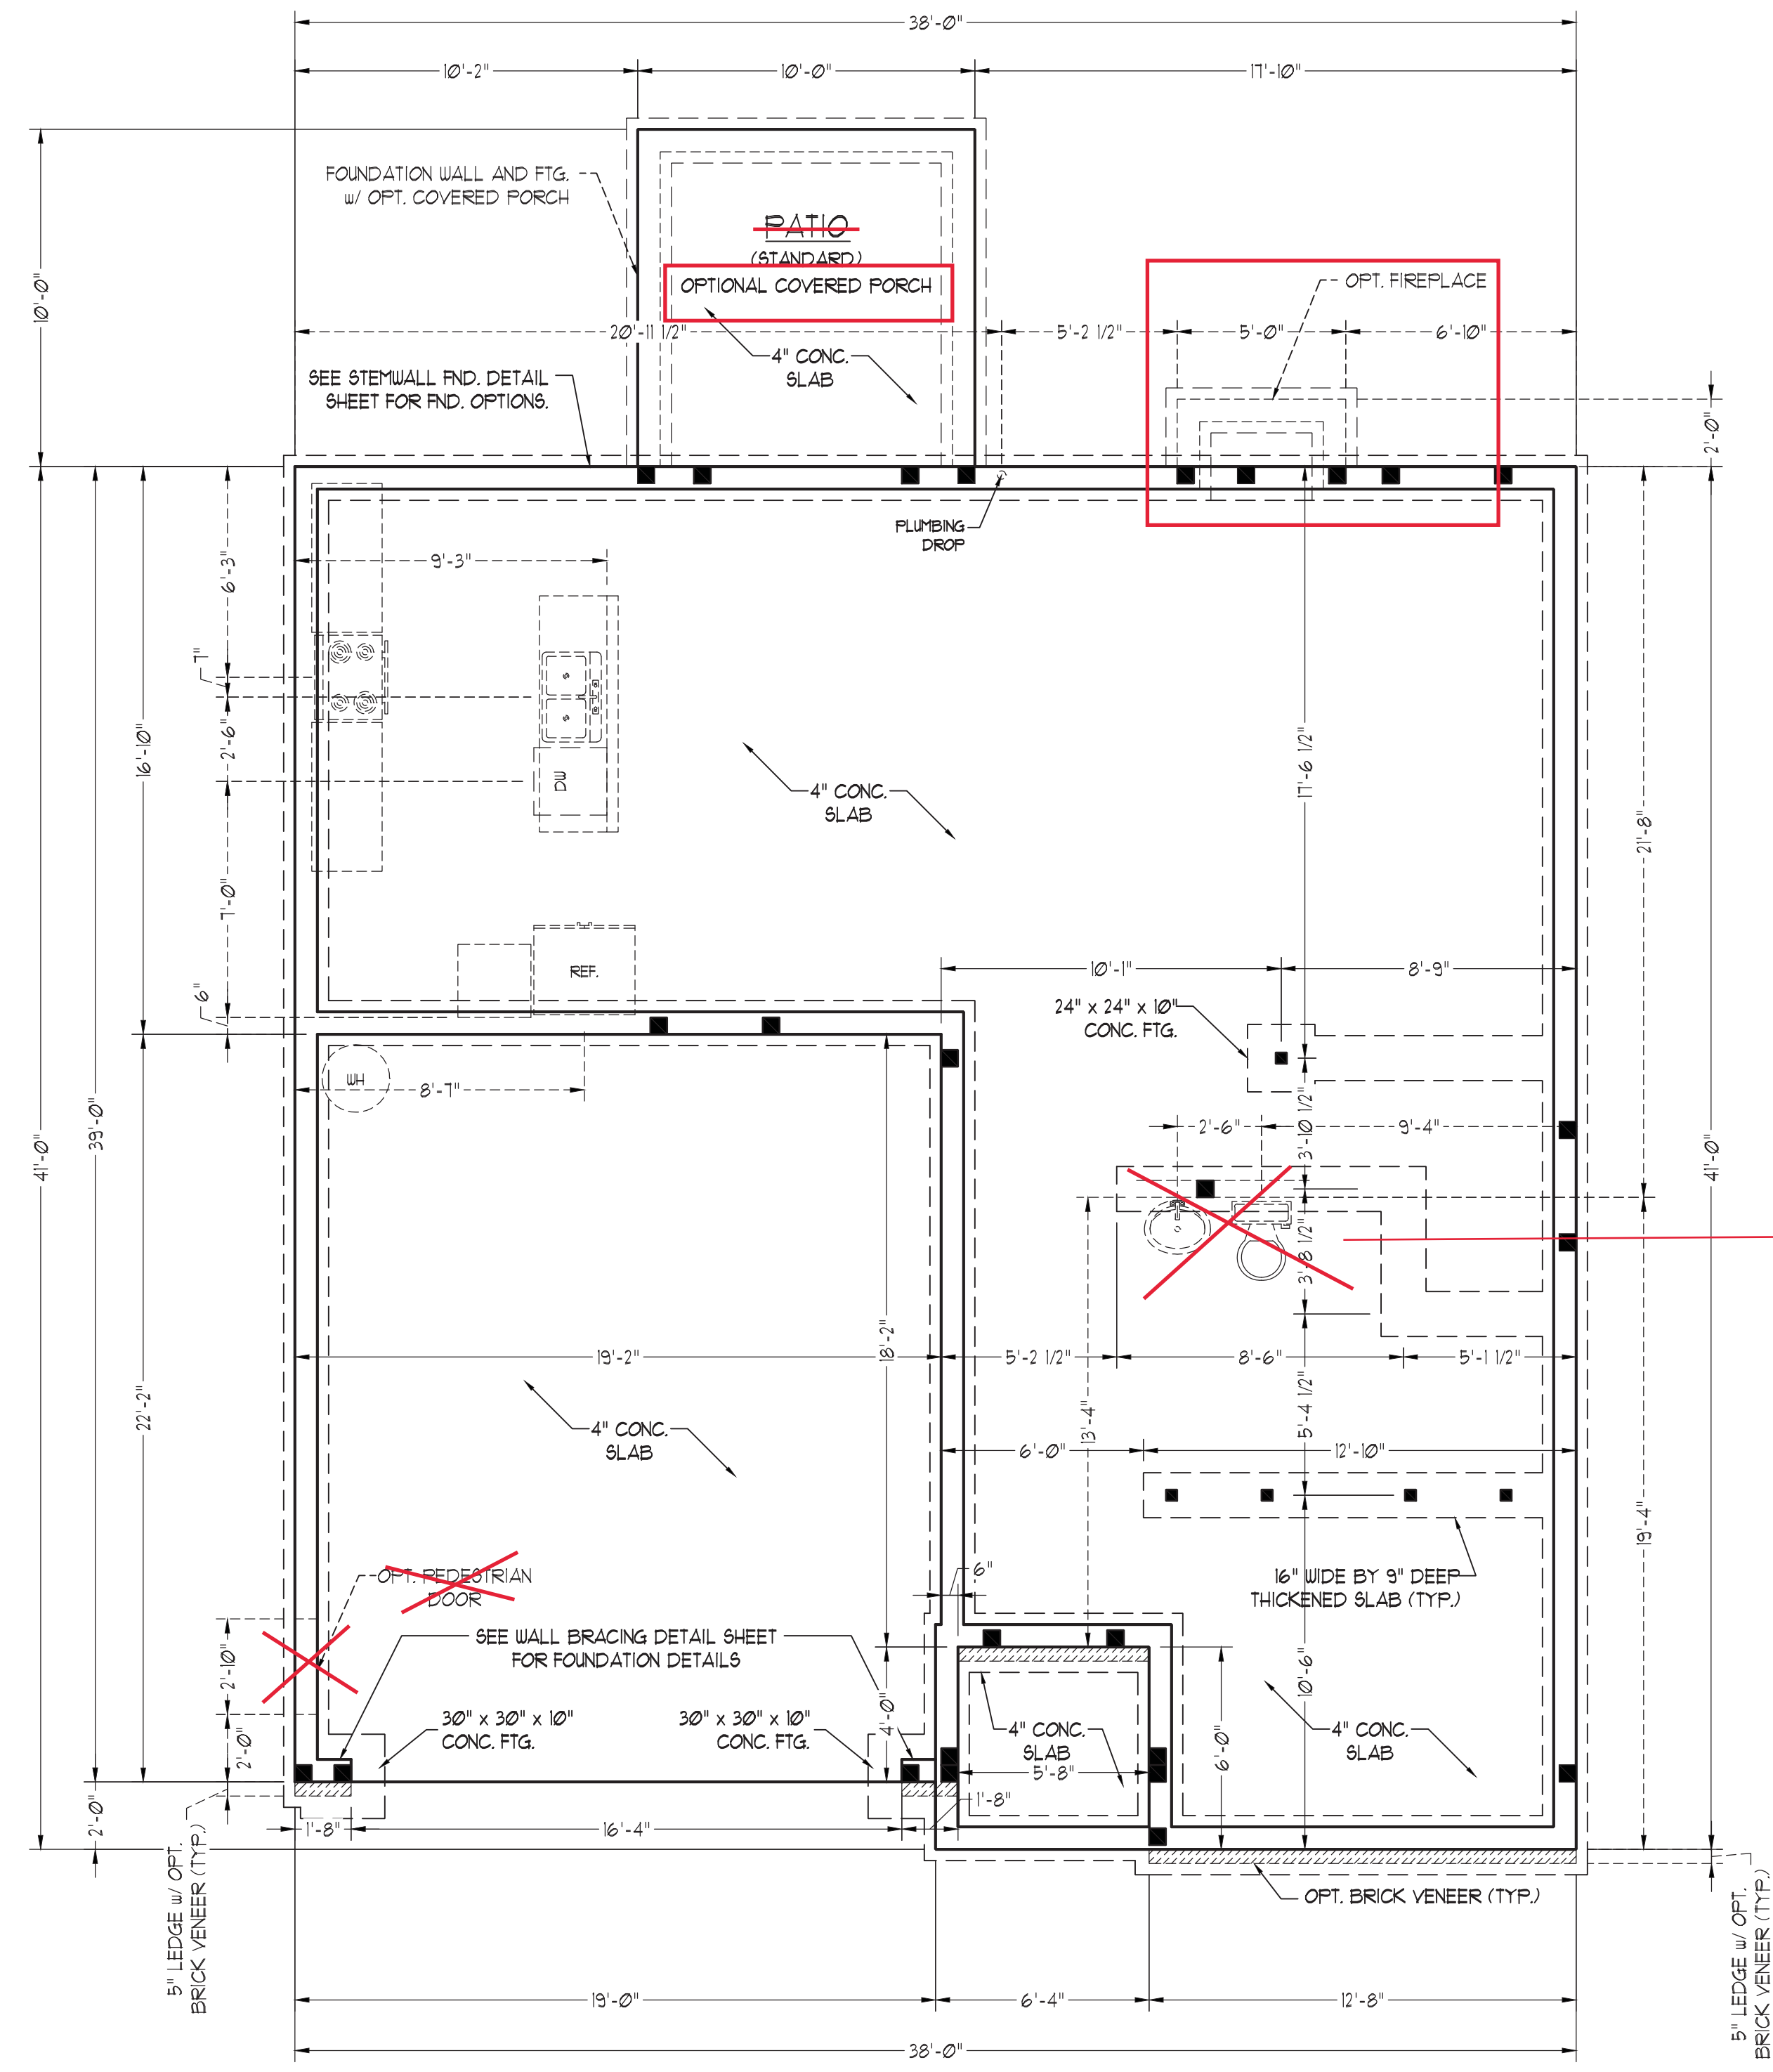 38'-0"
10'-2" 10'-0" 17'-10"
FOUNDATION WALL AND FTG.
w/ OPT. COVERED PORCH
PATIO
(STANDARD)
OPTIONAL COVERED PORCH
OPT. FIREPLACE
10'-0"
20'-11 1/2" 5'-2 1/2" 5'-0" 6'-10"
4" CONC.
SLAB
SEE STEMWALL FND. DETAIL
SHEET FOR FND. OPTIONS.
2'-0"
PLUMBING
DROP
9'-3"
6'-3"
7"
2'-6"
16'-10"
DW
4" CONC.
SLAB
17'-6 1/2"
21'-8"
7'-0"
REF.
10'-1" 8'-9"
6"
24" x 24" x 10"
CONC. FTG.
WH
8'-7"
41'-0"
39'-0"
2'-6" 9'-4"
3'-10 1/2"
41'-0"
3'-8 1/2"
18'-2"
19'-2" 5'-2 1/2" 8'-6" 5'-1 1/2"
22'-2"
13'-4"
5'-4 1/2"
4" CONC.
SLAB
6'-0" 12'-10"
19'-4"
OPT. PEDESTRIAN
DOOR
6"
16" WIDE BY 9" DEEP
THICKENED SLAB (TYP.)
SEE WALL BRACING DETAIL SHEET
FOR FOUNDATION DETAILS
2'-10"
10'-6"
30" x 30" x 10"
CONC. FTG.
30" x 30" x 10"
CONC. FTG.
4'-0"
4" CONC.
SLAB
4" CONC.
SLAB
2'-0"
6'-0"
5'-8"
1'-8"
2'-0"
1'-8" 16'-4"
5" LEDGE w/ OPT.
BRICK VENEER (TYP.)
OPT. BRICK VENEER (TYP.)
5" LEDGE w/ OPT.
BRICK VENEER (TYP.)
19'-0" 6'-4" 12'-8"
38'-0"